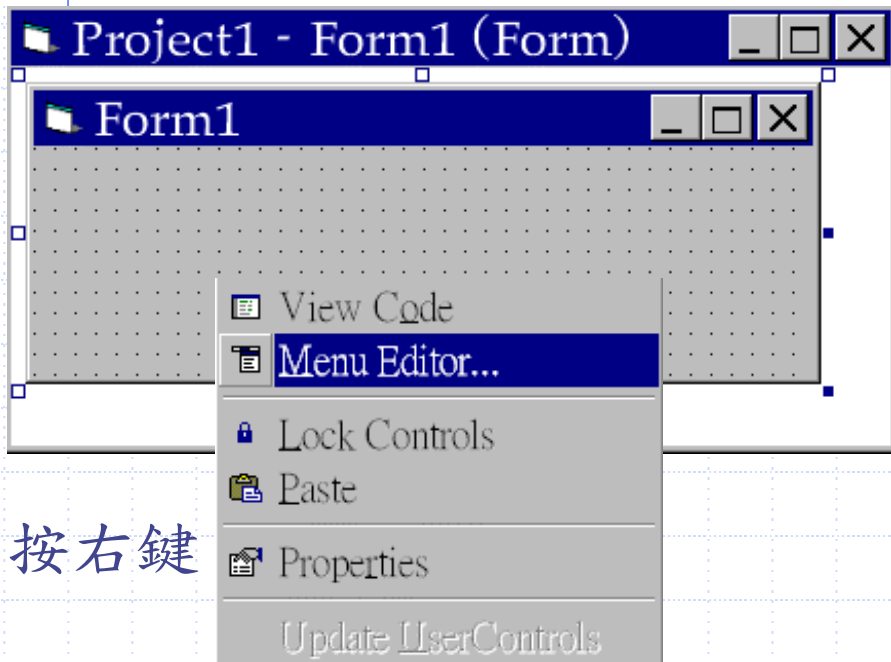 Project1 - Form1 (Form)
Form1
View Code
Menu Editor...
Lock Controls
Paste
按右鍵
Properties
Update UserControls